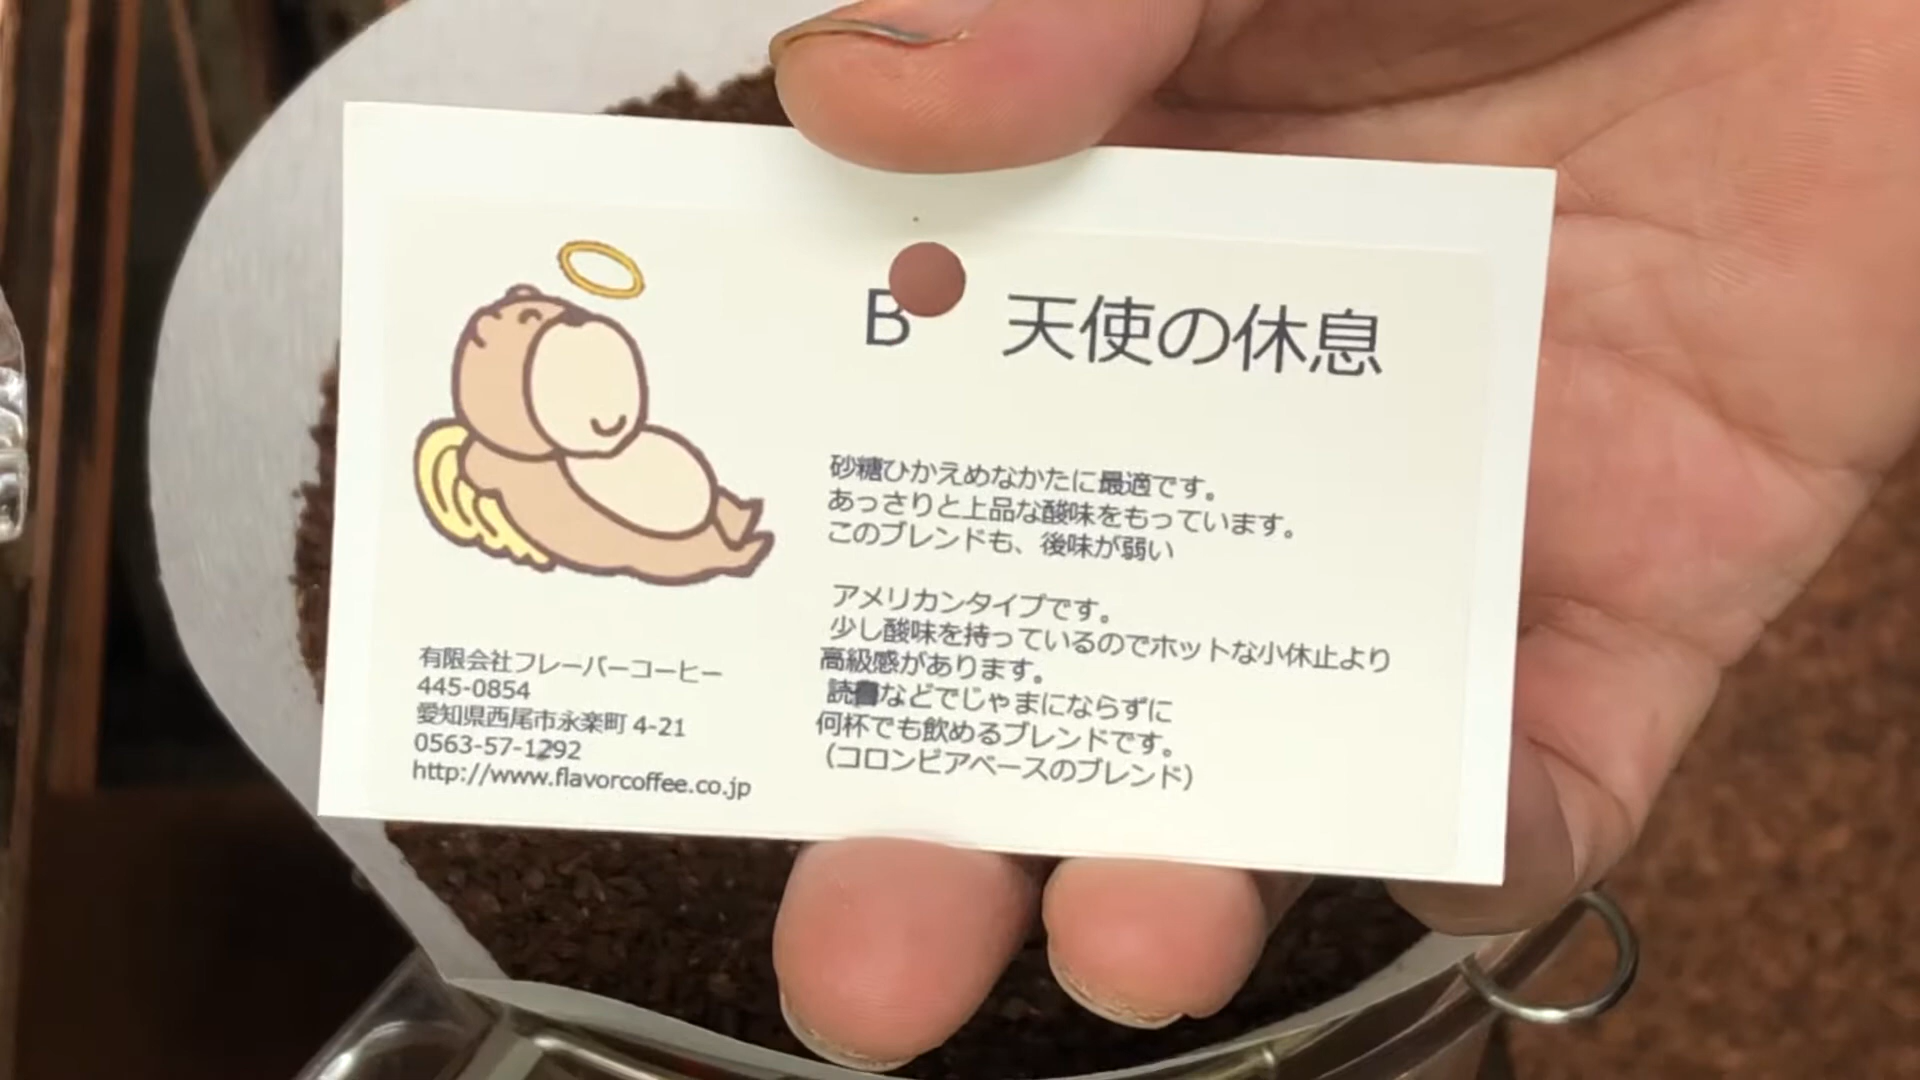 B 天使の休息
砂糖ひかえめなかたに最適です。
あっさりと上品な酸味をもっています。
このブレンドも、後味が弱い
アメリカンタイプです。
少し酸味を持っているのでホットな小休止より
高級感があります。
読書などでじゃまにならずに
何杯でも飲めるブレンドです。
（コロンビアベースのブレンド）
有限会社フレーバーコーヒー
445-0854
愛知県西尾市永楽町 4-21
0563-57-1292
http://www.flavorcoffee.co.jp